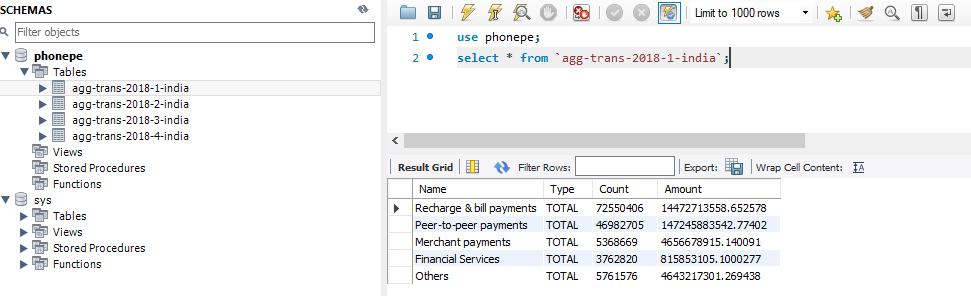 SCHEMAS
Filter objects
phonepe
Tables
agg-trans-2018-1-india
agg-trans-2018-2-india
agg-trans-2018-3-india
agg-trans-2018-4-india
Views
Stored Procedures
Functions
sys
Tables
Views
Stored Procedures
Functions
Limit to 1000 rows
1 use phonepe;
2 select * from `agg-trans-2018-1-india`;
Result Grid Filter Rows: Export: Wrap Cell Content:
Name Type Count Amount
Recharge & bill payments TOTAL 72550406 14472713558.652578
Peer-to-peer payments TOTAL 46982705 147245883542.77402
Merchant payments TOTAL 5368669 4656678915.140091
Financial Services TOTAL 3762820 815853105.1000277
Others TOTAL 5761576 4643217301.269438